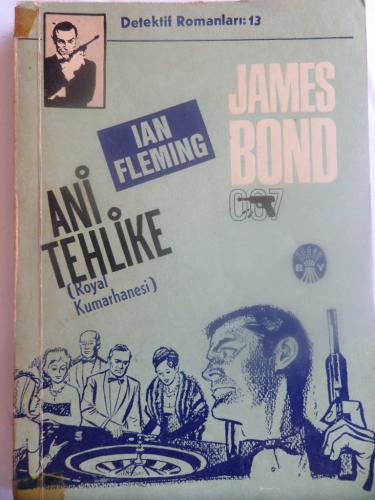 Detektif Romanları: 13
JAMES
BOND
007
IAN
FLEMING
ANİ
TEHLİKE
(Royal
Kumarhanesi)
B Y